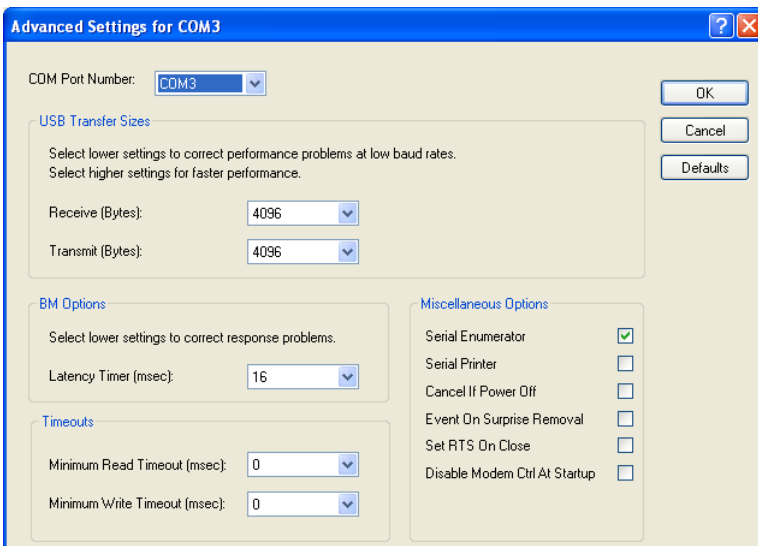 Advanced Settings for COM3
COM Port Number: COM3
OK
USB Transfer Sizes
Cancel
Select lower settings to correct performance problems at low baud rates.
Select higher settings for faster performance.
Defaults
Receive (Bytes): 4096
Transmit (Bytes): 4096
BM Options
Select lower settings to correct response problems.
Latency Timer (msec): 16
Timeouts
Minimum Read Timeout (msec): 0
Minimum Write Timeout (msec): 0
Miscellaneous Options
Serial Enumerator
Serial Printer
Cancel If Power Off
Event On Surprise Removal
Set RTS On Close
Disable Modem Ctrl At Startup